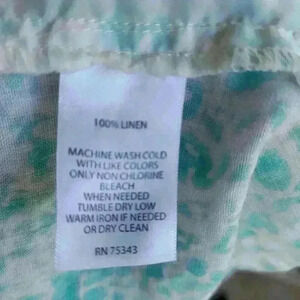 100% LINEN
MACHINE WASH COLD
WITH LIKE COLORS
ONLY NON CHLORINE
BLEACH
WHEN NEEDED
TUMBLE DRY LOW
WARM IRON IF NEEDED
OR DRY CLEAN
RN 75343